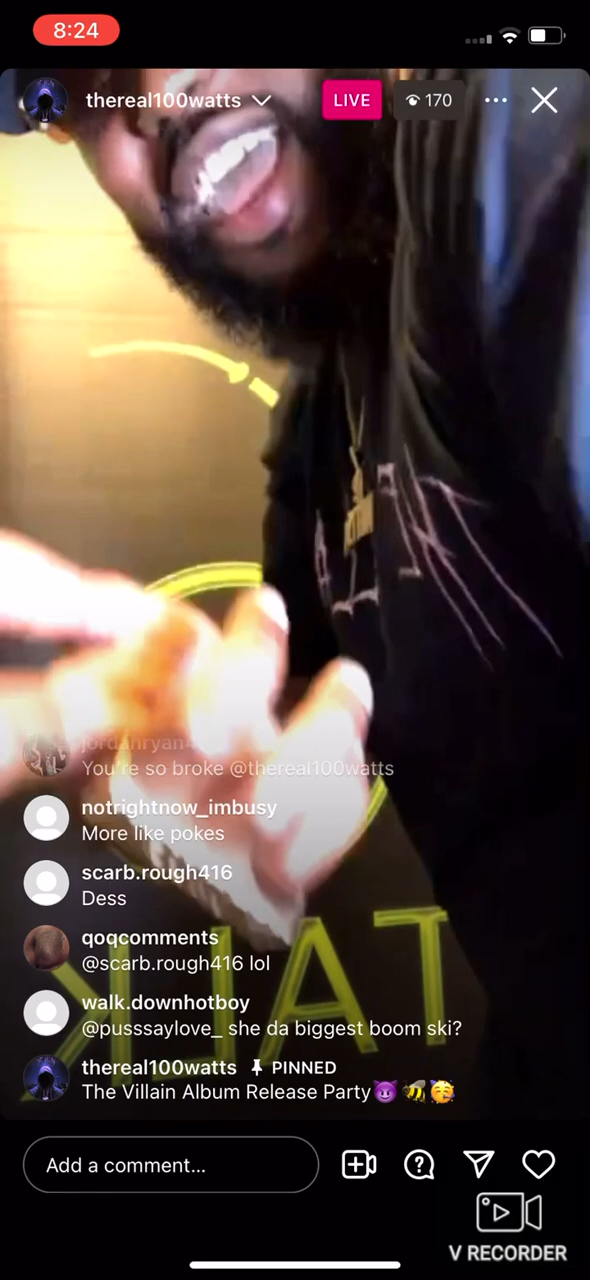 8:24
thereal100watts
LIVE
170
jordanryan4
You're so broke @thereal100watts
notrightnow_imbusy
More like pokes
scarb.rough416
Dess
qoqcomments
@scarb.rough416 lol
TALK
walk.downhotboy
@pusssaylove_ she da biggest boom ski?
thereal100watts PINNED
The Villain Album Release Party😈🐝🥳
Add a comment...
V RECORDER